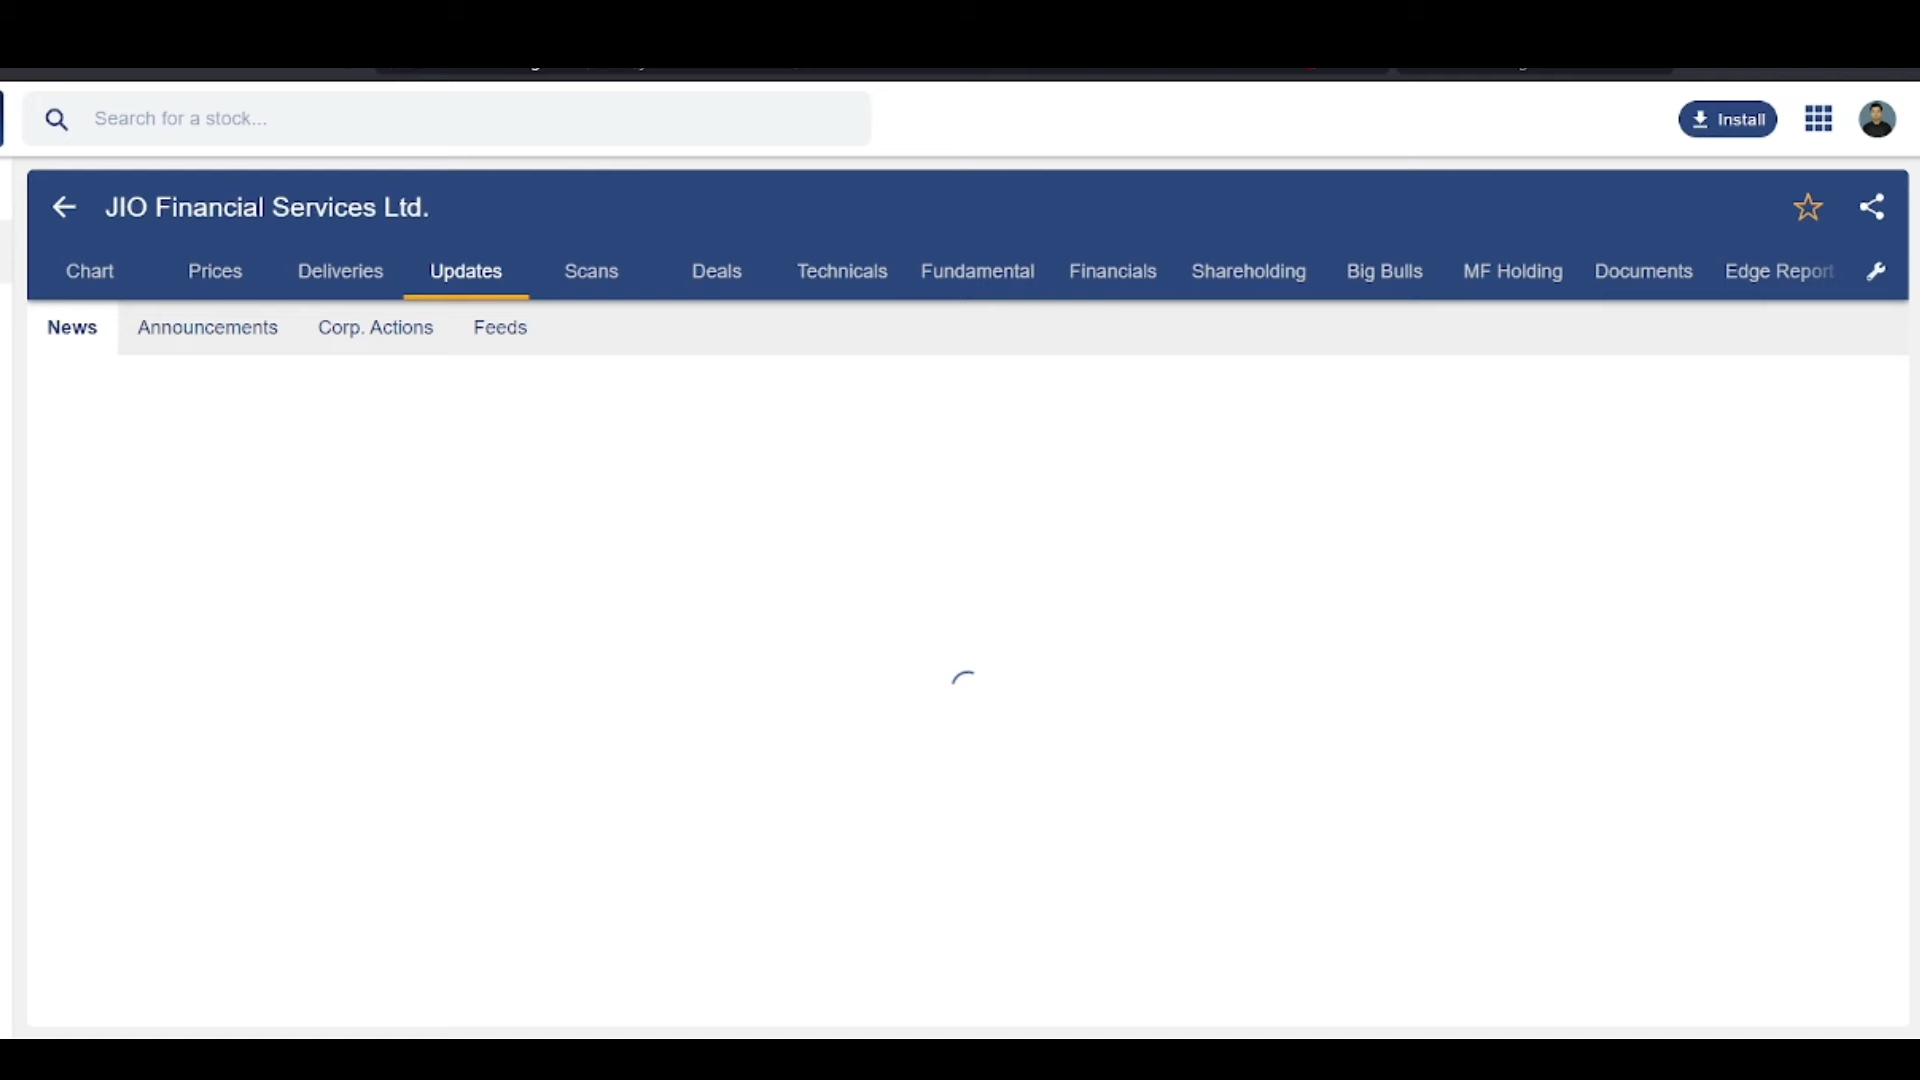 Search for a stock...
Install
JIO Financial Services Ltd.
Chart Prices Deliveries Updates Scans Deals Technicals Fundamental Financials Shareholding Big Bulls MF Holding Documents Edge Report
News Announcements Corp. Actions Feeds